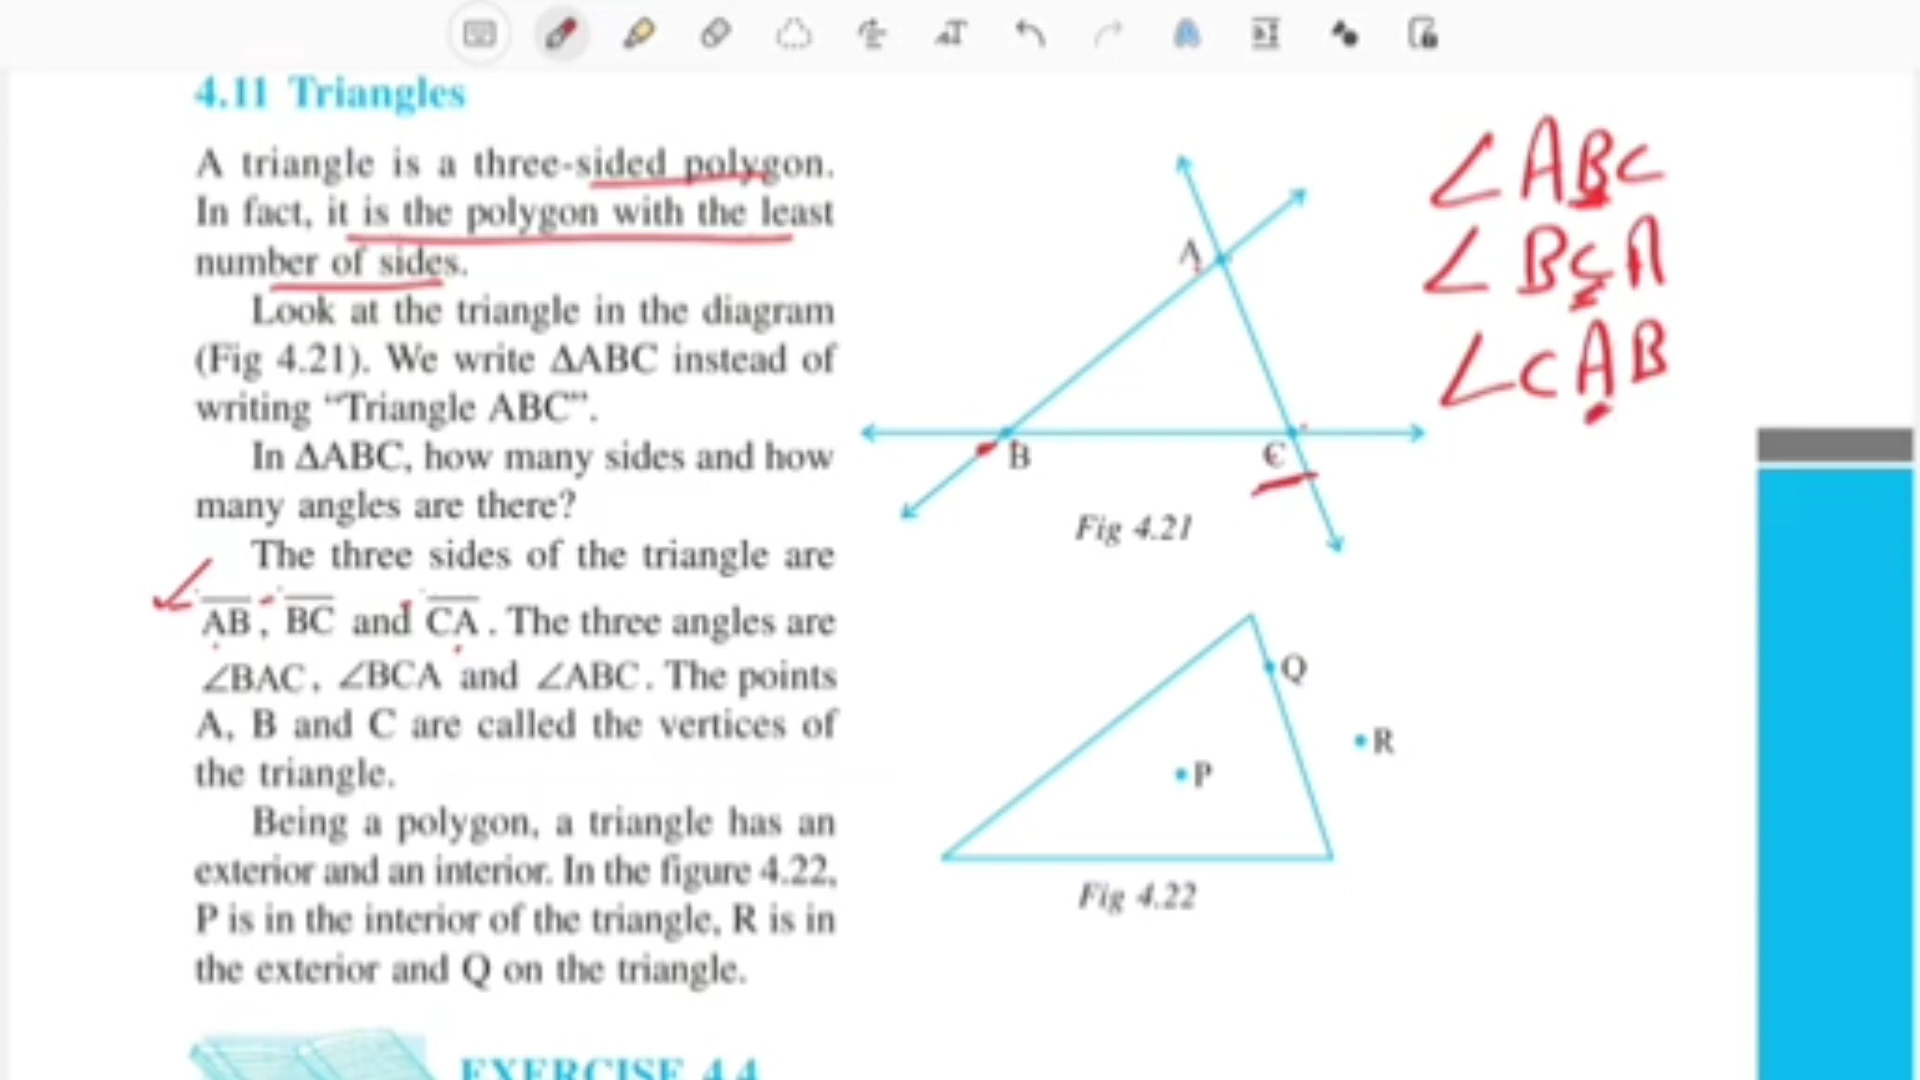 4.11 Triangles
A triangle is a three-sided polygon.
In fact, it is the polygon with the least
number of sides.
Look at the triangle in the diagram
(Fig 4.21). We write ΔABC instead of
writing “Triangle ABC”.
In ΔABC, how many sides and how
many angles are there?
The three sides of the triangle are
A̅B̅, B̅C̅ and C̅A̅. The three angles are
∠BAC, ∠BCA and ∠ABC. The points
A, B and C are called the vertices of
the triangle.
Being a polygon, a triangle has an
exterior and an interior. In the figure 4.22,
P is in the interior of the triangle, R is in
the exterior and Q on the triangle.
A
B
C
Fig 4.21
∠ABC
∠BCA
∠CAB
Q
R
P
Fig 4.22
EXERCISE 4.4